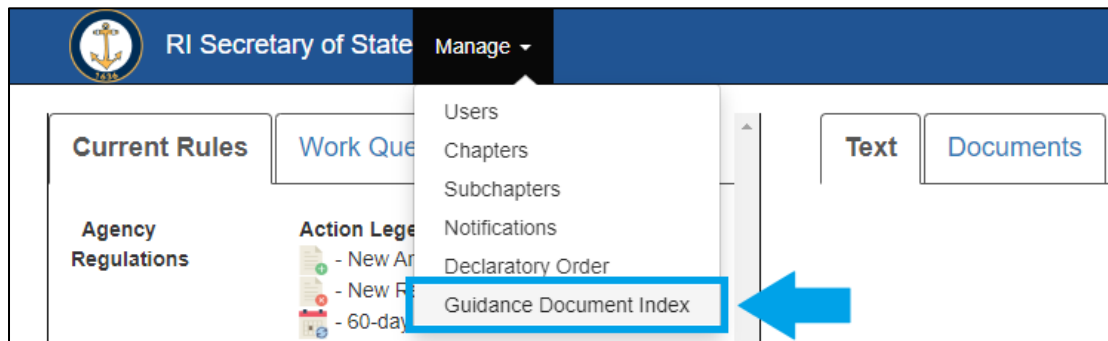 RI Secretary of State Manage
Users
Current Rules Work Que Chapters Text Documents
Subchapters
Agency Regulations
Action Lege Notifications
- New Ar Declaratory Order
- New R Guidance Document Index
- 60-day
1636